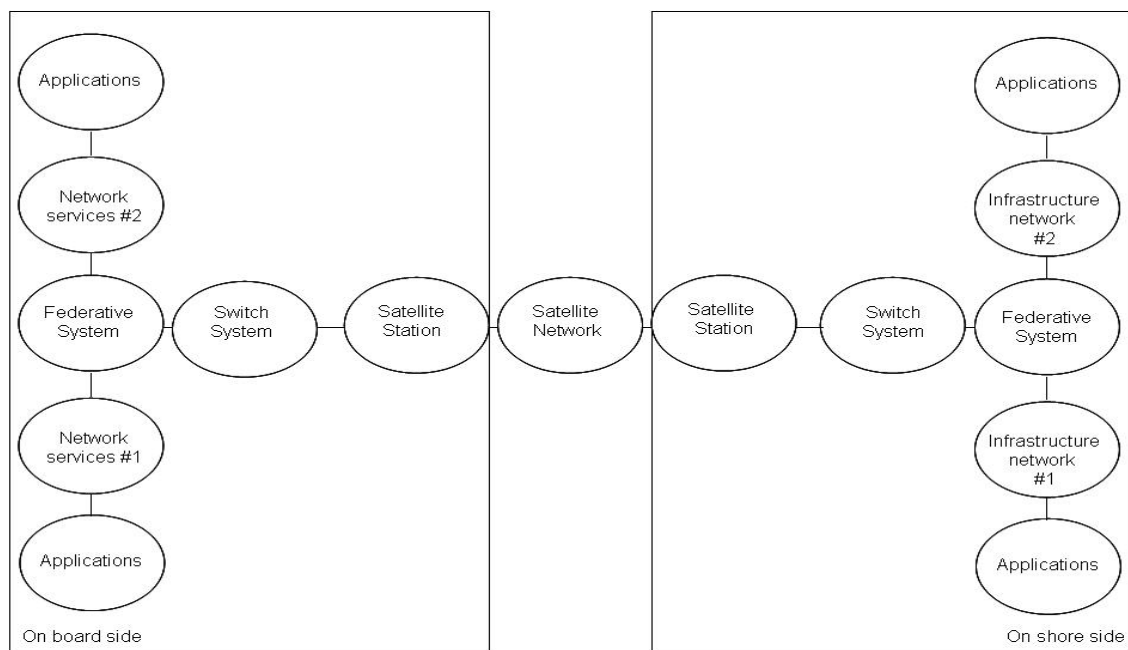 Applications
Network
services #2
Federative
System
Network
services #1
Applications
On board side
Switch
System
Satellite
Station
Satellite
Network
Satellite
Station
Switch
System
Applications
Infrastructure
network
#2
Federative
System
Infrastructure
network
#1
Applications
On shore side